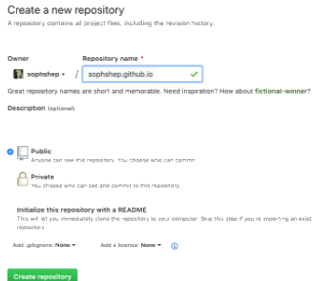 Create a new repository
A repository contains all project files, including the revision history.
Owner
Repository name *
sophshep
/
sophshep.github.io
Great repository names are short and memorable. Need inspiration? How about fictional-winner?
Description (optional)
Public
Anyone can see this repository. You choose who can commit.
Private
You choose who can see and commit to this repository.
Initialize this repository with a README
This will let you immediately clone the repository to your computer. Skip this step if you're importing an exist
repository
Add .gitignore: None
Add a license: None
Create repository